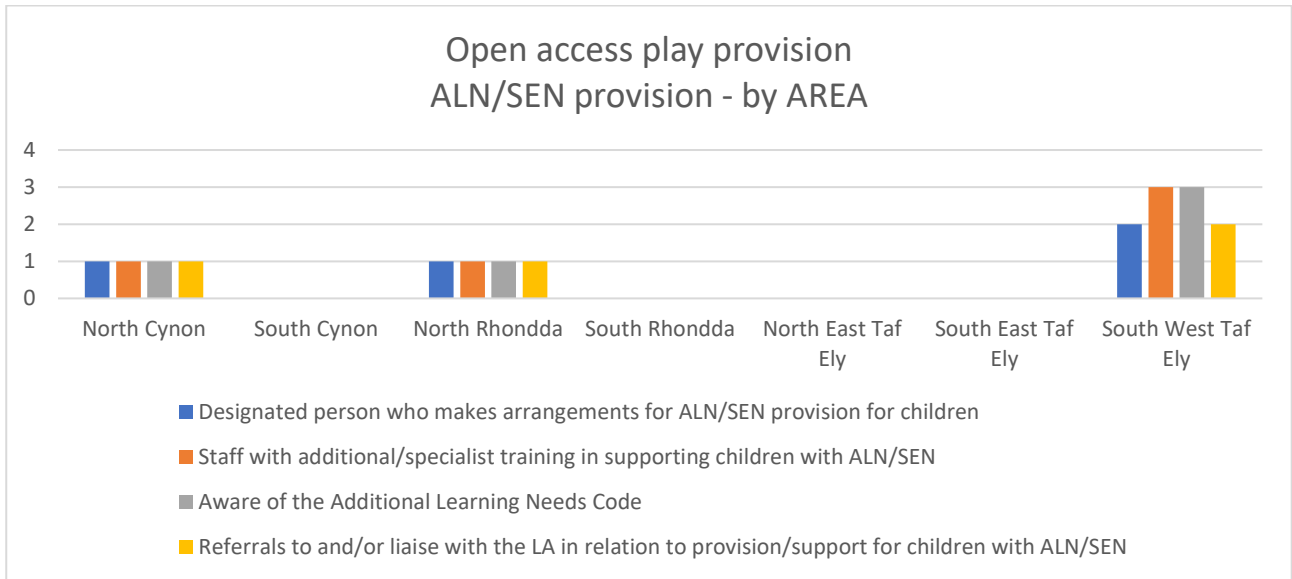 Open access play provision
ALN/SEN provision - by AREA
4
3
2
1
0
North Cynon
South Cynon
North Rhondda
South Rhondda
North East Taf
Ely
South East Taf
Ely
South West Taf
Ely
Designated person who makes arrangements for ALN/SEN provision for children
Staff with additional/specialist training in supporting children with ALN/SEN
Aware of the Additional Learning Needs Code
Referrals to and/or liaise with the LA in relation to provision/support for children with ALN/SEN